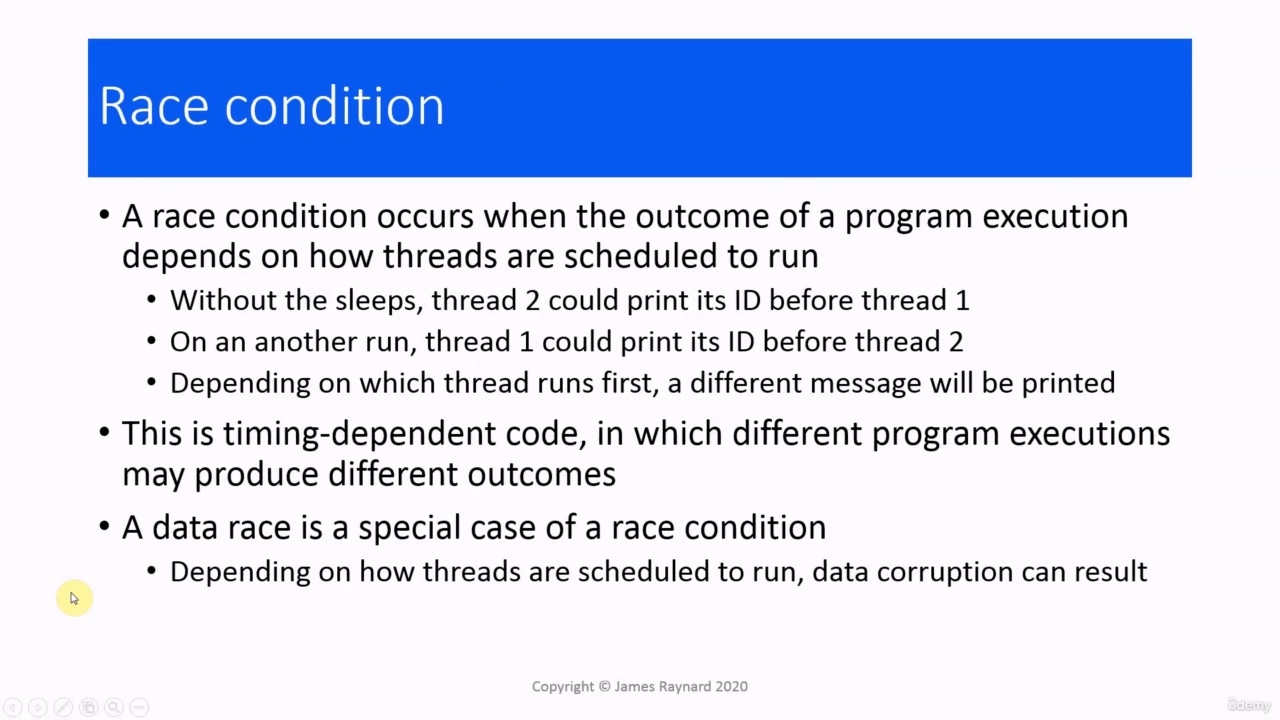 Race condition
• A race condition occurs when the outcome of a program execution
depends on how threads are scheduled to run
• Without the sleeps, thread 2 could print its ID before thread 1
• On an another run, thread 1 could print its ID before thread 2
• Depending on which thread runs first, a different message will be printed
• This is timing-dependent code, in which different program executions
may produce different outcomes
• A data race is a special case of a race condition
• Depending on how threads are scheduled to run, data corruption can result
Copyright © James Raynard 2020
ûdemy